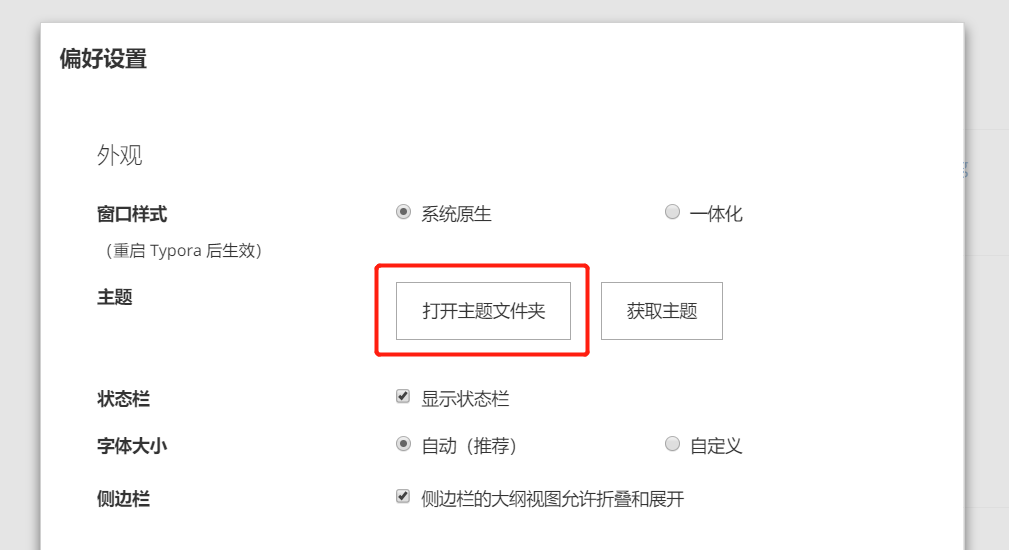 偏好设置
外观
窗口样式 系统原生 一体化
（重启 Typora 后生效）
主题 打开主题文件夹 获取主题
状态栏 显示状态栏
字体大小 自动（推荐） 自定义
侧边栏 侧边栏的大纲视图允许折叠和展开